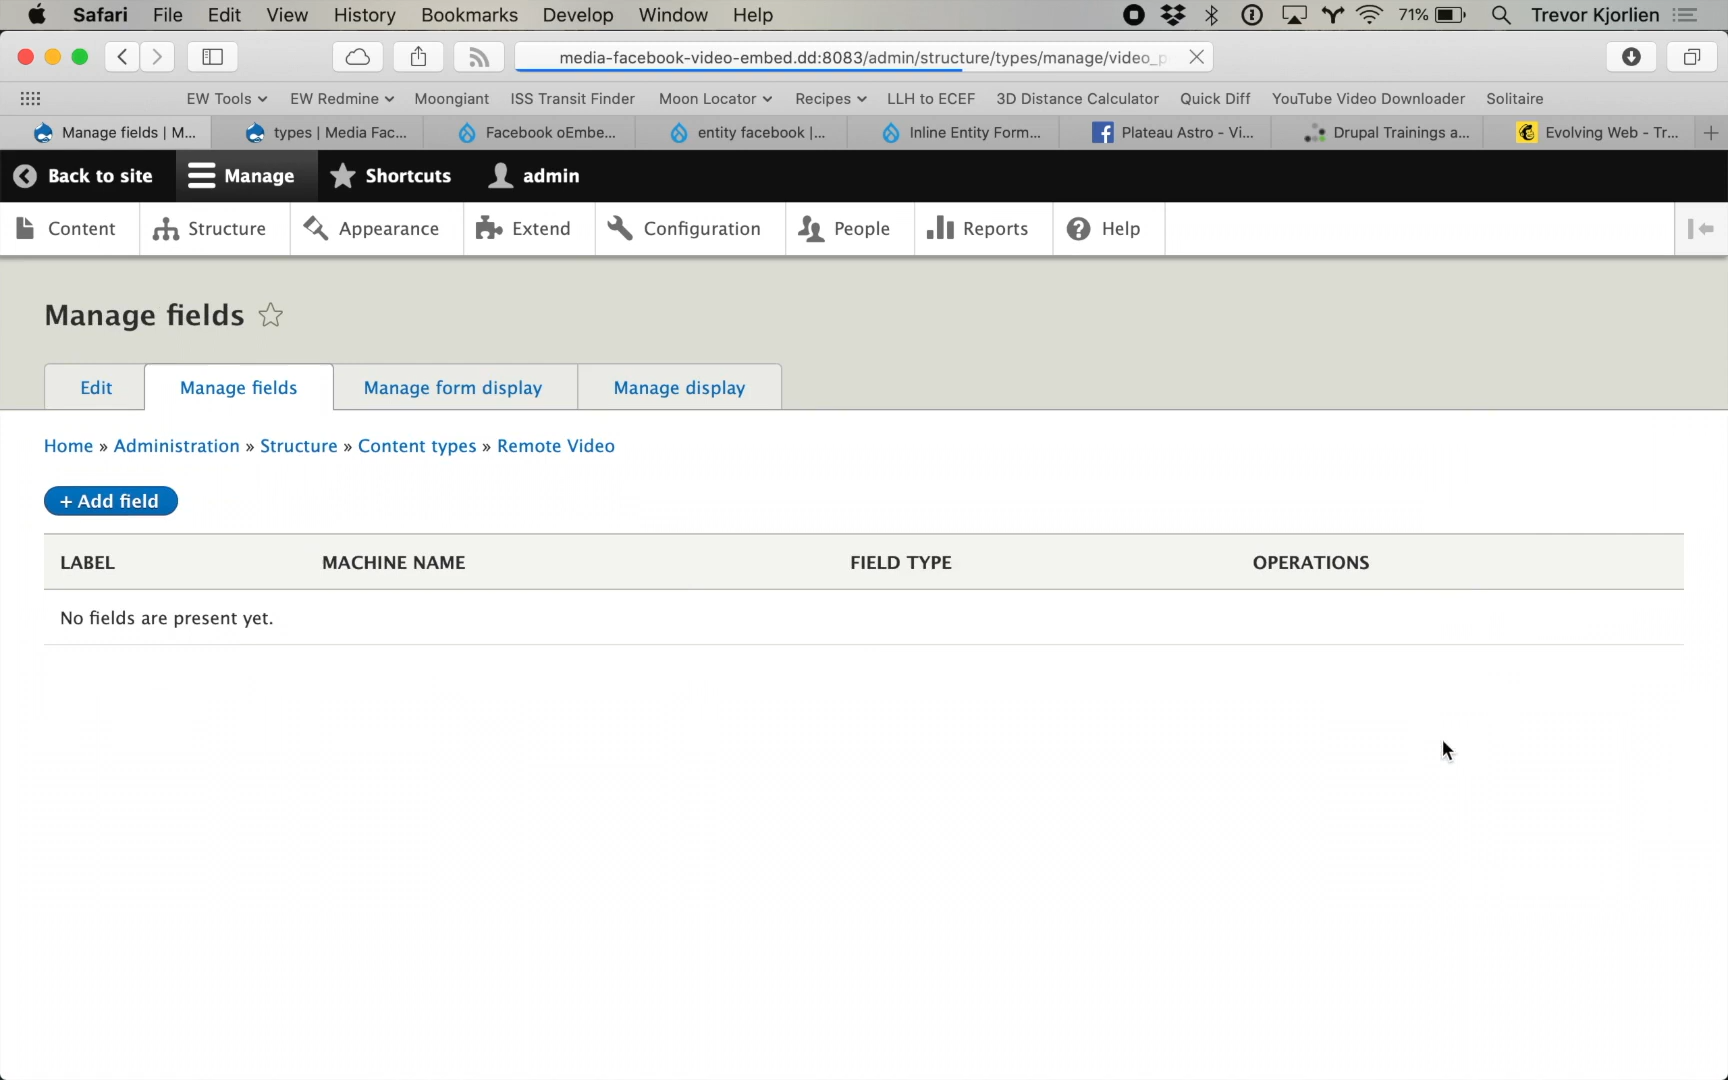 Safari File Edit View History Bookmarks Develop Window Help 71% Trevor Kjorlien
media-facebook-video-embed.dd:8083/admin/structure/types/manage/video_p
EW Tools EW Redmine Moongiant ISS Transit Finder Moon Locator Recipes LLH to ECEF 3D Distance Calculator Quick Diff YouTube Video Downloader Solitaire
Manage fields | M... types | Media Fac... Facebook oEmbe... entity facebook |... Inline Entity Form... Plateau Astro - Vi... Drupal Trainings a... Evolving Web - Tr...
Back to site Manage Shortcuts admin
Content Structure Appearance Extend Configuration People Reports Help
Manage fields
Edit Manage fields Manage form display Manage display
Home » Administration » Structure » Content types » Remote Video
+ Add field
LABEL MACHINE NAME FIELD TYPE OPERATIONS
No fields are present yet.